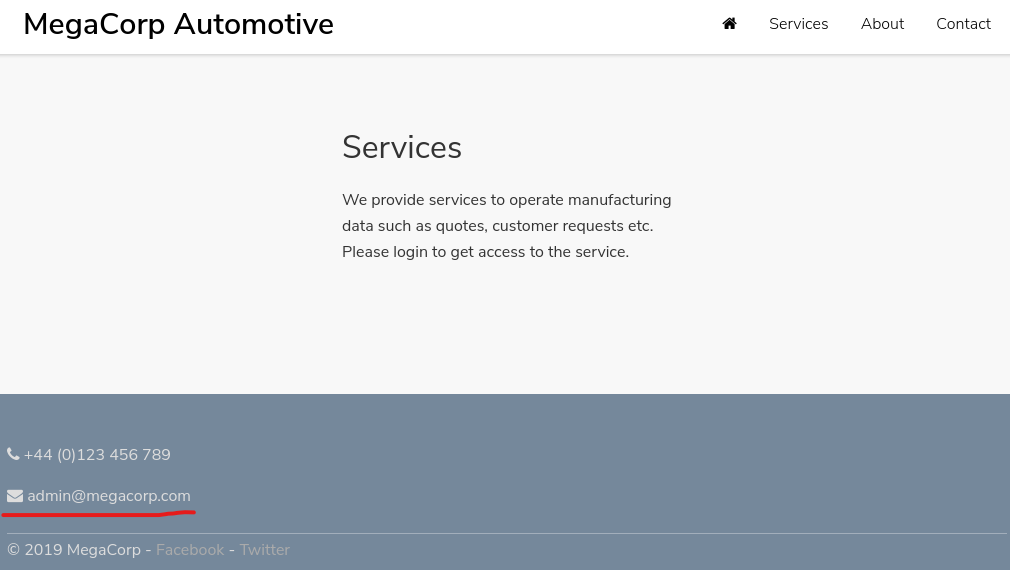 MegaCorp Automotive
Services About Contact
Services
We provide services to operate manufacturing
data such as quotes, customer requests etc.
Please login to get access to the service.
+44 (0)123 456 789
admin@megacorp.com
© 2019 MegaCorp - Facebook - Twitter